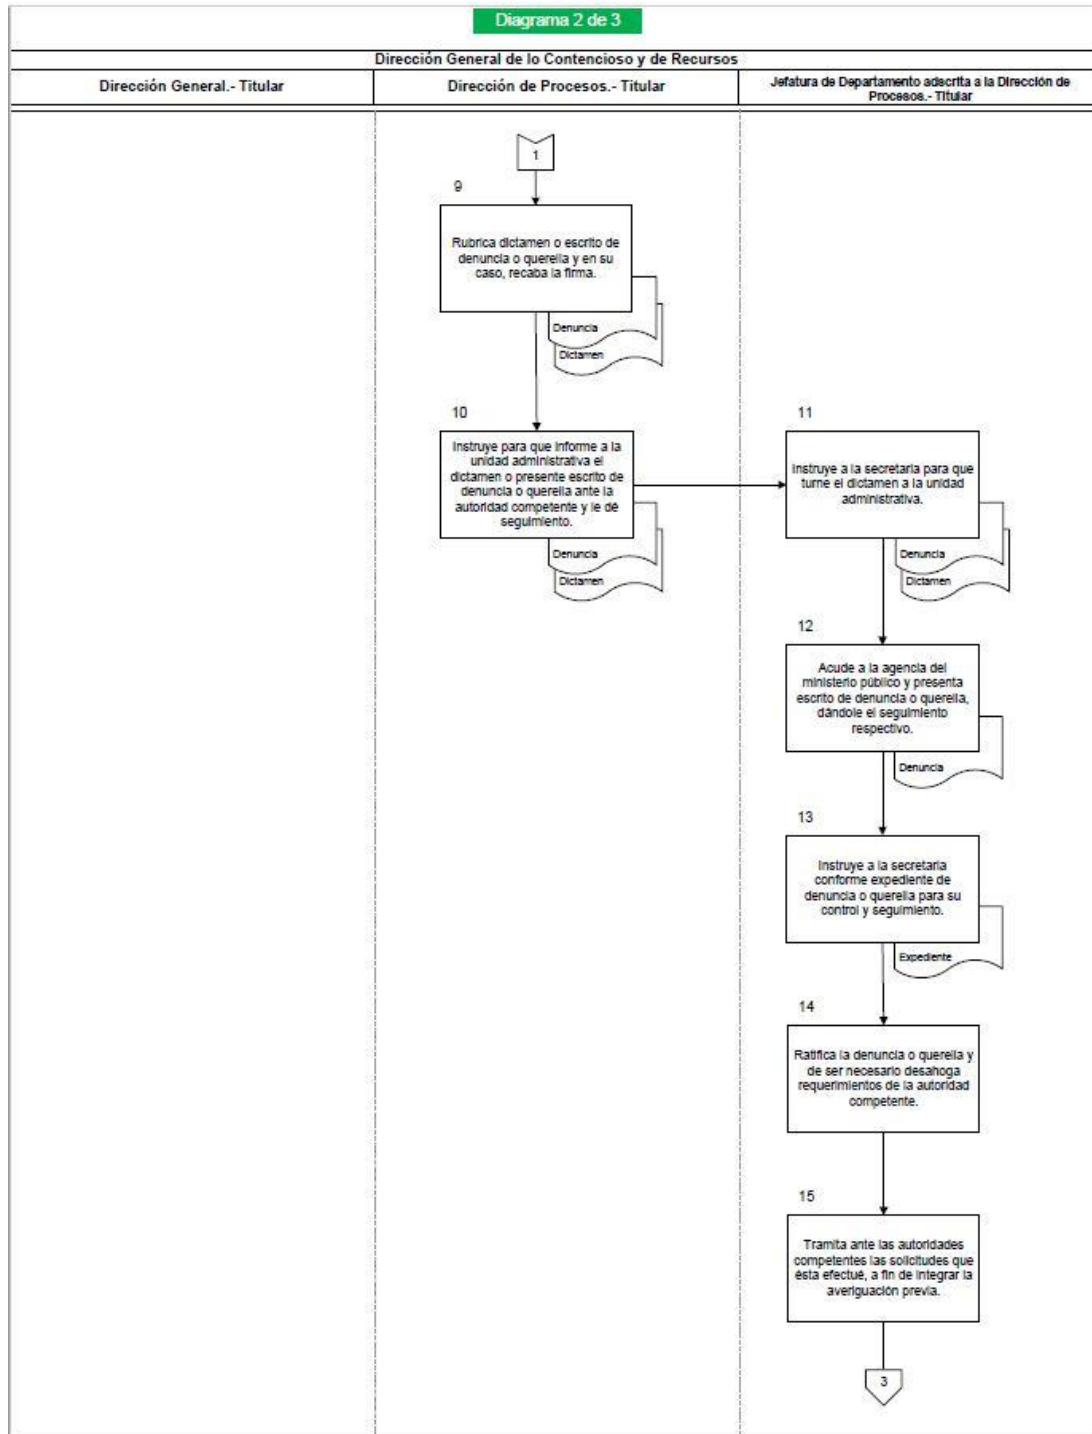 Diagrama 2 de 3
Dirección General de lo Contencioso y de Recursos
Dirección General.- Titular
Dirección de Procesos.- Titular
Jefatura de Departamento adscrita a la Dirección de
Procesos.- Titular
1
9
Rubrica dictamen o escrito de
denuncia o querella y en su
caso, recaba la firma.
Denuncia
Dictamen
10
Instruye para que informe a la
unidad administrativa el
dictamen o presente escrito de
denuncia o querella ante la
autoridad competente y le dé
seguimiento.
Denuncia
Dictamen
11
Instruye a la secretaria para que
turne el dictamen a la unidad
administrativa.
Denuncia
Dictamen
12
Acude a la agencia del
ministerio público y presenta
escrito de denuncia o querella,
dándole el seguimiento
respectivo.
Denuncia
13
Instruye a la secretaria
conforme expediente de
denuncia o querella para su
control y seguimiento.
Expediente
14
Ratifica la denuncia o querella y
de ser necesario desahoga
requerimientos de la autoridad
competente.
15
Tramita ante las autoridades
competentes las solicitudes que
ésta efectué, a fin de integrar la
averiguación previa.
3